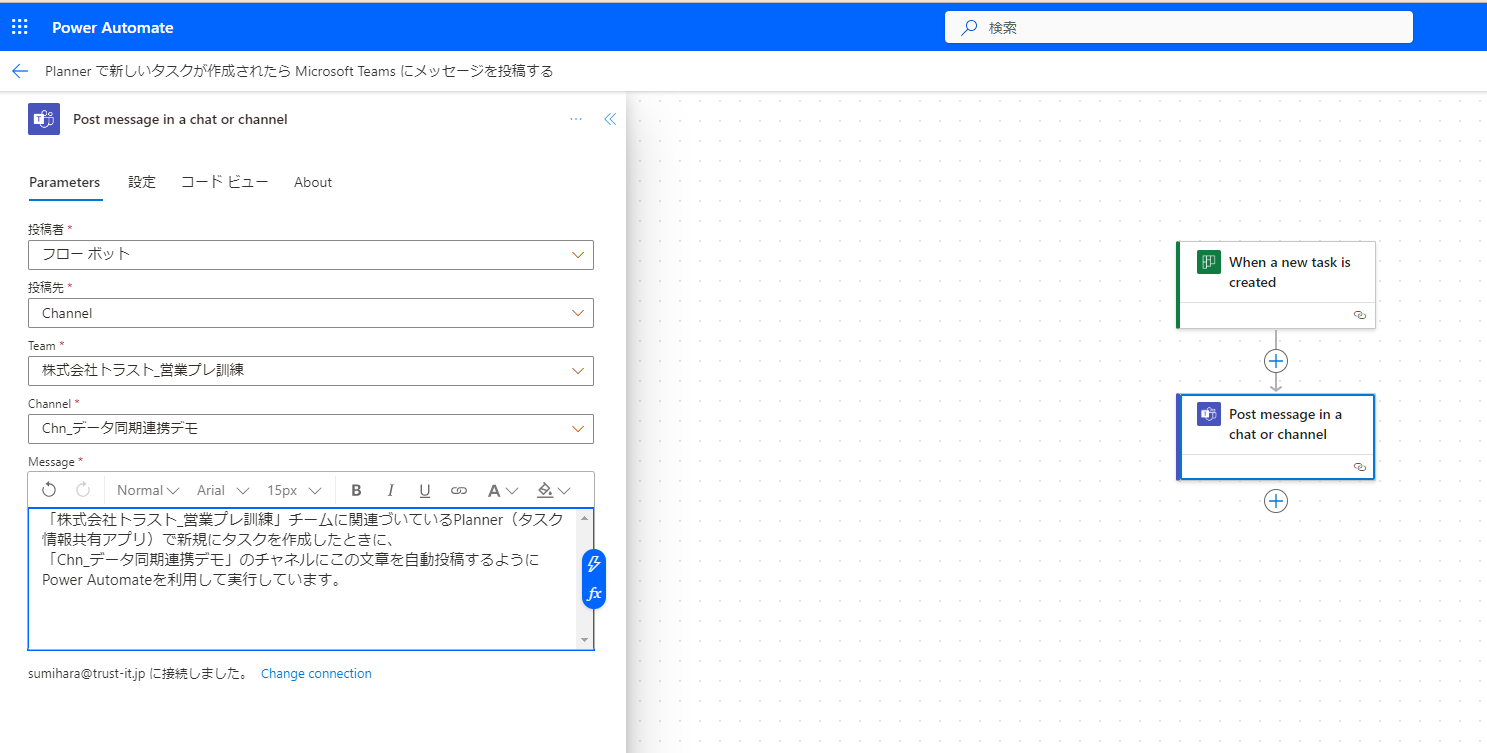 Power Automate
検索
Planner で新しいタスクが作成されたら Microsoft Teams にメッセージを投稿する
Post message in a chat or channel
Parameters 設定 コード ビュー About
投稿者 *
フロー ボット
投稿先 *
Channel
Team *
株式会社トラスト_営業プレ訓練
Channel *
Chn_データ同期連携デモ
Message *
Normal Arial 15px B I U A
「株式会社トラスト_営業プレ訓練」チームに関連づいているPlanner（タスク
情報共有アプリ）で新規にタスクを作成したときに、
「Chn_データ同期連携デモ」のチャネルにこの文章を自動投稿するように
Power Automateを利用して実行しています。
fx
sumihara@trust-it.jp に接続しました。 Change connection
When a new task is
created
Post message in a
chat or channel